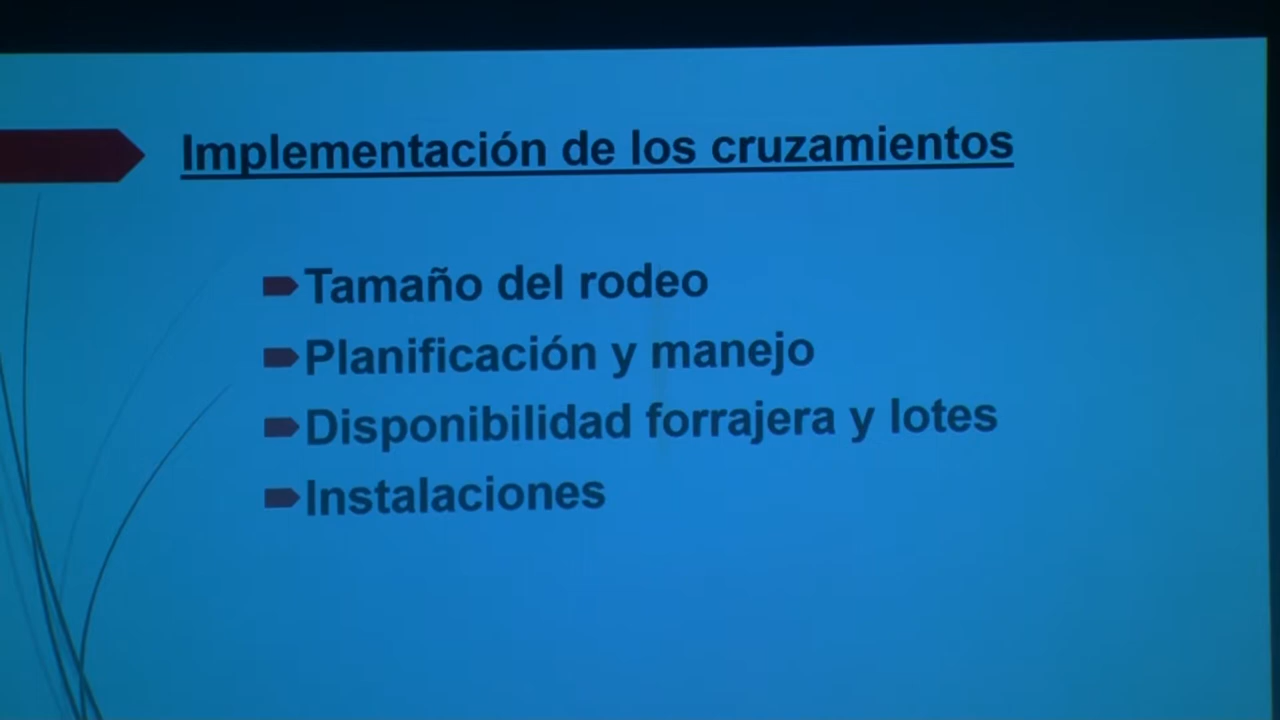 Implementación de los cruzamientos
Tamaño del rodeo
Planificación y manejo
Disponibilidad forrajera y lotes
Instalaciones